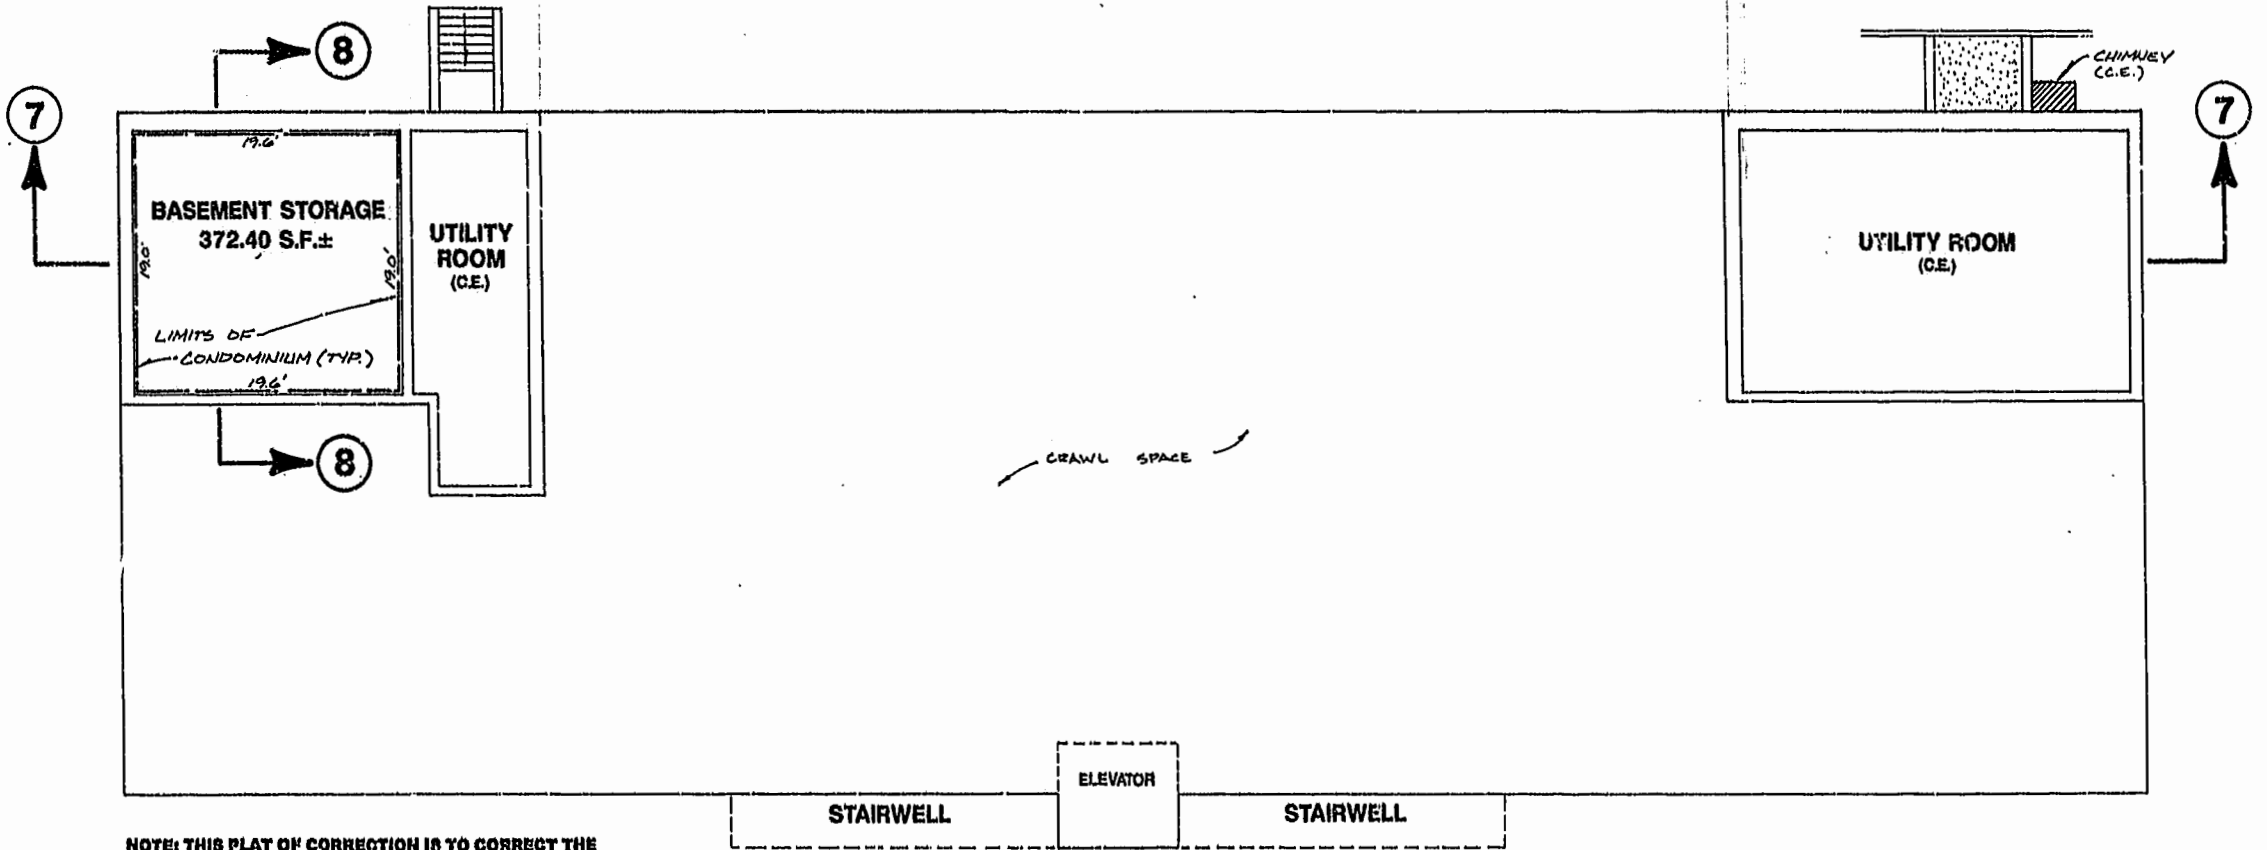 8
7
CHIMNEY
(C.E.)
7
19.6'
BASEMENT STORAGE
372.40 S.F.±
19.0'
19.0'
UTILITY
ROOM
(C.E.)
UTILITY ROOM
(C.E.)
LIMITS OF
CONDOMINIUM (TYP.)
19.6'
8
CRAWL SPACE
ELEVATOR
STAIRWELL
STAIRWELL
NOTE: THIS PLAT OF CORRECTION IS TO CORRECT THE